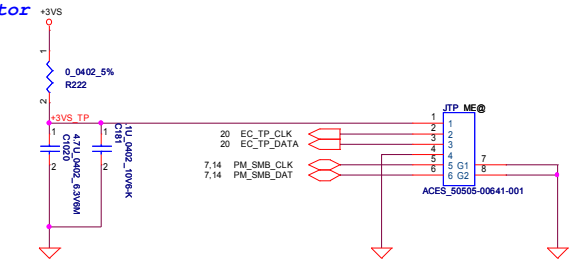 tor
+3VS
1
0_0402_5%
R222
2
+3VS_TP
1
2
4.7U_0402_6.3V6M
C1020
1
2
.1U_0402_10V6-K
C181
20 EC_TP_CLK
20 EC_TP_DATA
7,14 PM_SMB_CLK
7,14 PM_SMB_DAT
JTP ME@
1 1
2 2
3 3
4 4
5 5 G1 7
6 6 G2 8
ACES_50505-00641-001